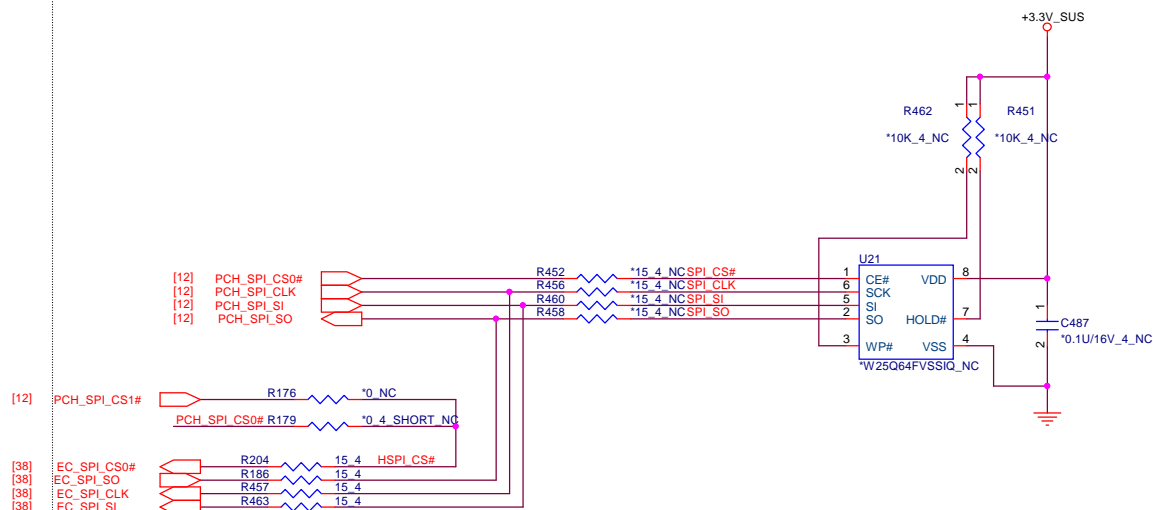 +3.3V_SUS
R462 1 1 R451
*10K_4_NC *10K_4_NC
2 2
U21
[12] PCH_SPI_CS0# R452 *15_4_NC SPI_CS# 1 CE# VDD 8
[12] PCH_SPI_CLK R456 *15_4_NC SPI_CLK 6 SCK
[12] PCH_SPI_SI R460 *15_4_NC SPI_SI 5 SI
[12] PCH_SPI_SO R458 *15_4_NC SPI_SO 2 SO HOLD# 7
1
C487
3 WP# VSS 4 2 *0.1U/16V_4_NC
*W25Q64FVSSIQ_NC
[12] PCH_SPI_CS1# R176 *0_NC
PCH_SPI_CS0# R179 *0_4_SHORT_NC
[38] EC_SPI_CS0# R204 15_4 HSPI_CS#
[38] EC_SPI_SO R186 15_4
[38] EC_SPI_CLK R457 15_4
[38] EC_SPI_SI R463 15_4